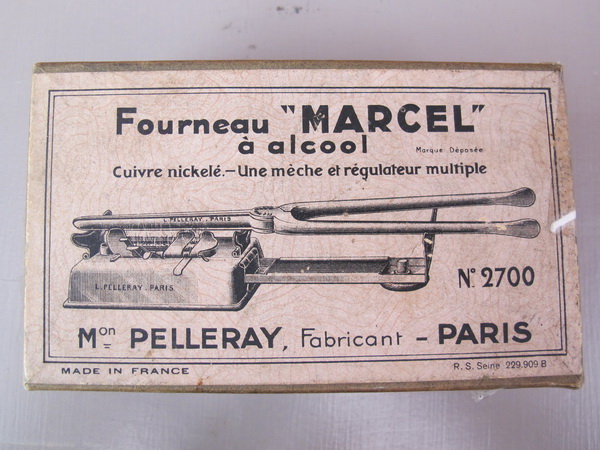 Fourneau "MARCEL"
à alcool
Marque Déposée
Cuivre nickelé.–Une mèche et régulateur multiple
L. PELLERAY. PARIS
L. PELLERAY. PARIS
N° 2700
Mon PELLERAY, Fabricant – PARIS
MADE IN FRANCE
R. S. Seine 229.909 B